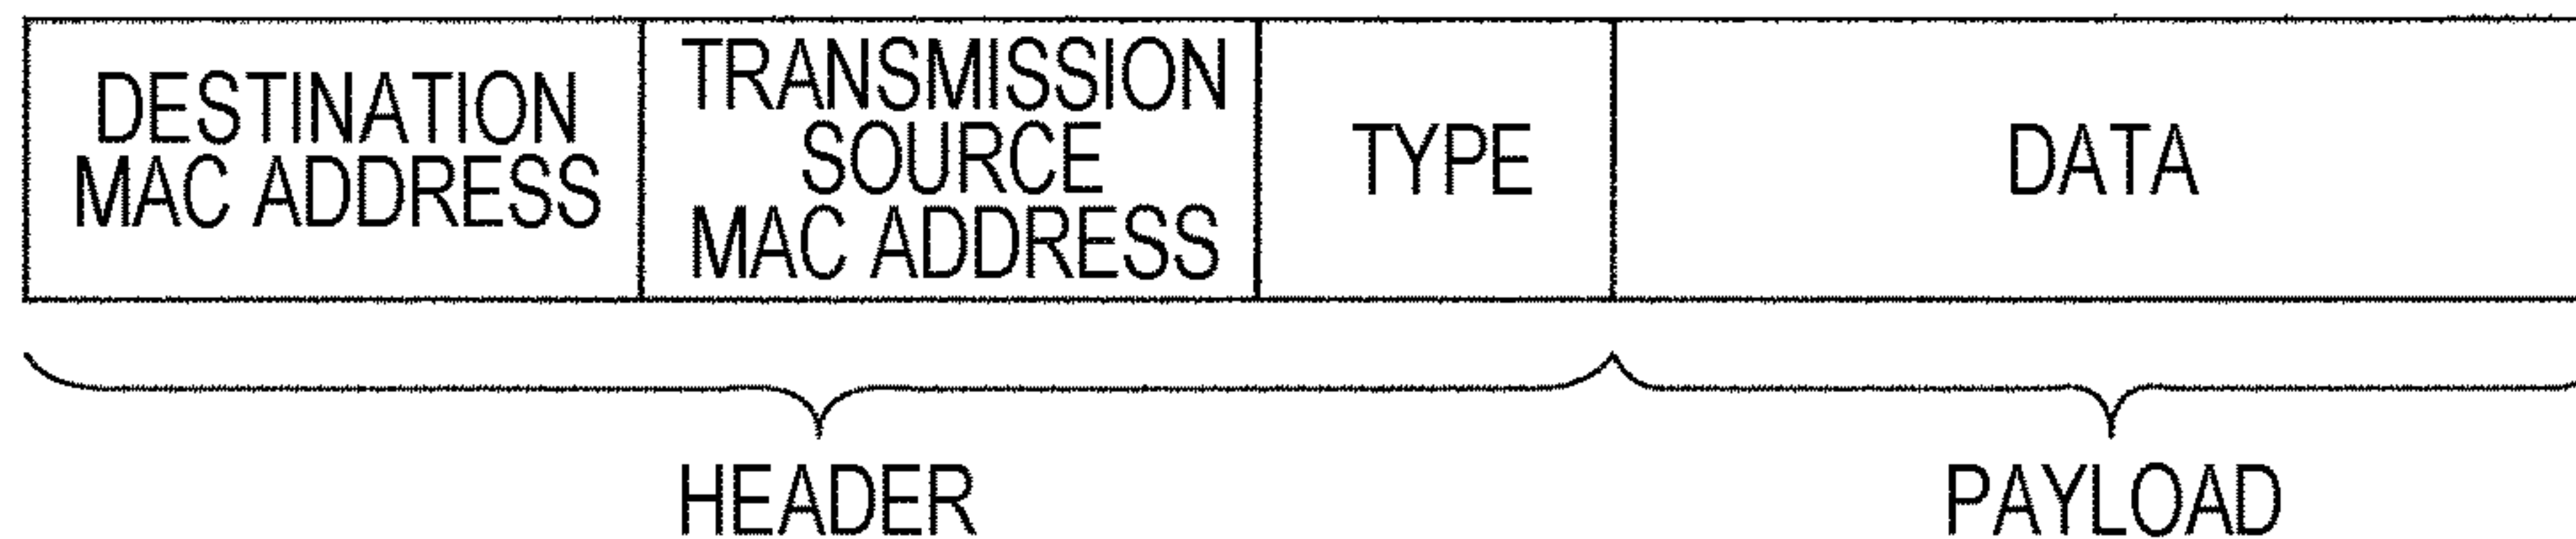 DESTINATION
MAC ADDRESS
TRANSMISSION
SOURCE
MAC ADDRESS
TYPE
DATA
HEADER
PAYLOAD